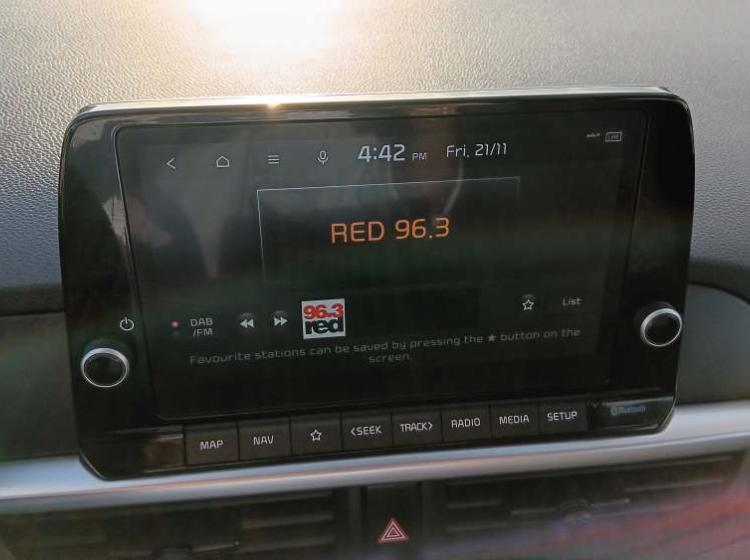 4:42 PM Fri, 21/11
RED 96.3
DAB
/FM
96.3
red
List
Favourite stations can be saved by pressing the ★ button on the
screen.
MAP NAV ☆ <SEEK TRACK> RADIO MEDIA SETUP
Bluetooth